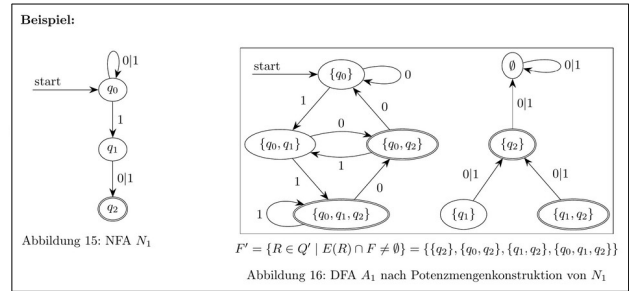 Beispiel:
start
q₀
0|1
1
q₁
0|1
q₂
Abbildung 15: NFA N₁
start
{q₀}
0
1
0
{q₀, q₁}
0
1
{q₀, q₂}
1
0
1
{q₀, q₁, q₂}
∅
0|1
0|1
{q₂}
0|1
0|1
{q₁}
{q₁, q₂}
F′ = {R ∈ Q′ | E(R) ∩ F ≠ ∅} = {{q₂}, {q₀, q₂}, {q₁, q₂}, {q₀, q₁, q₂}}
Abbildung 16: DFA A₁ nach Potenzmengenkonstruktion von N₁